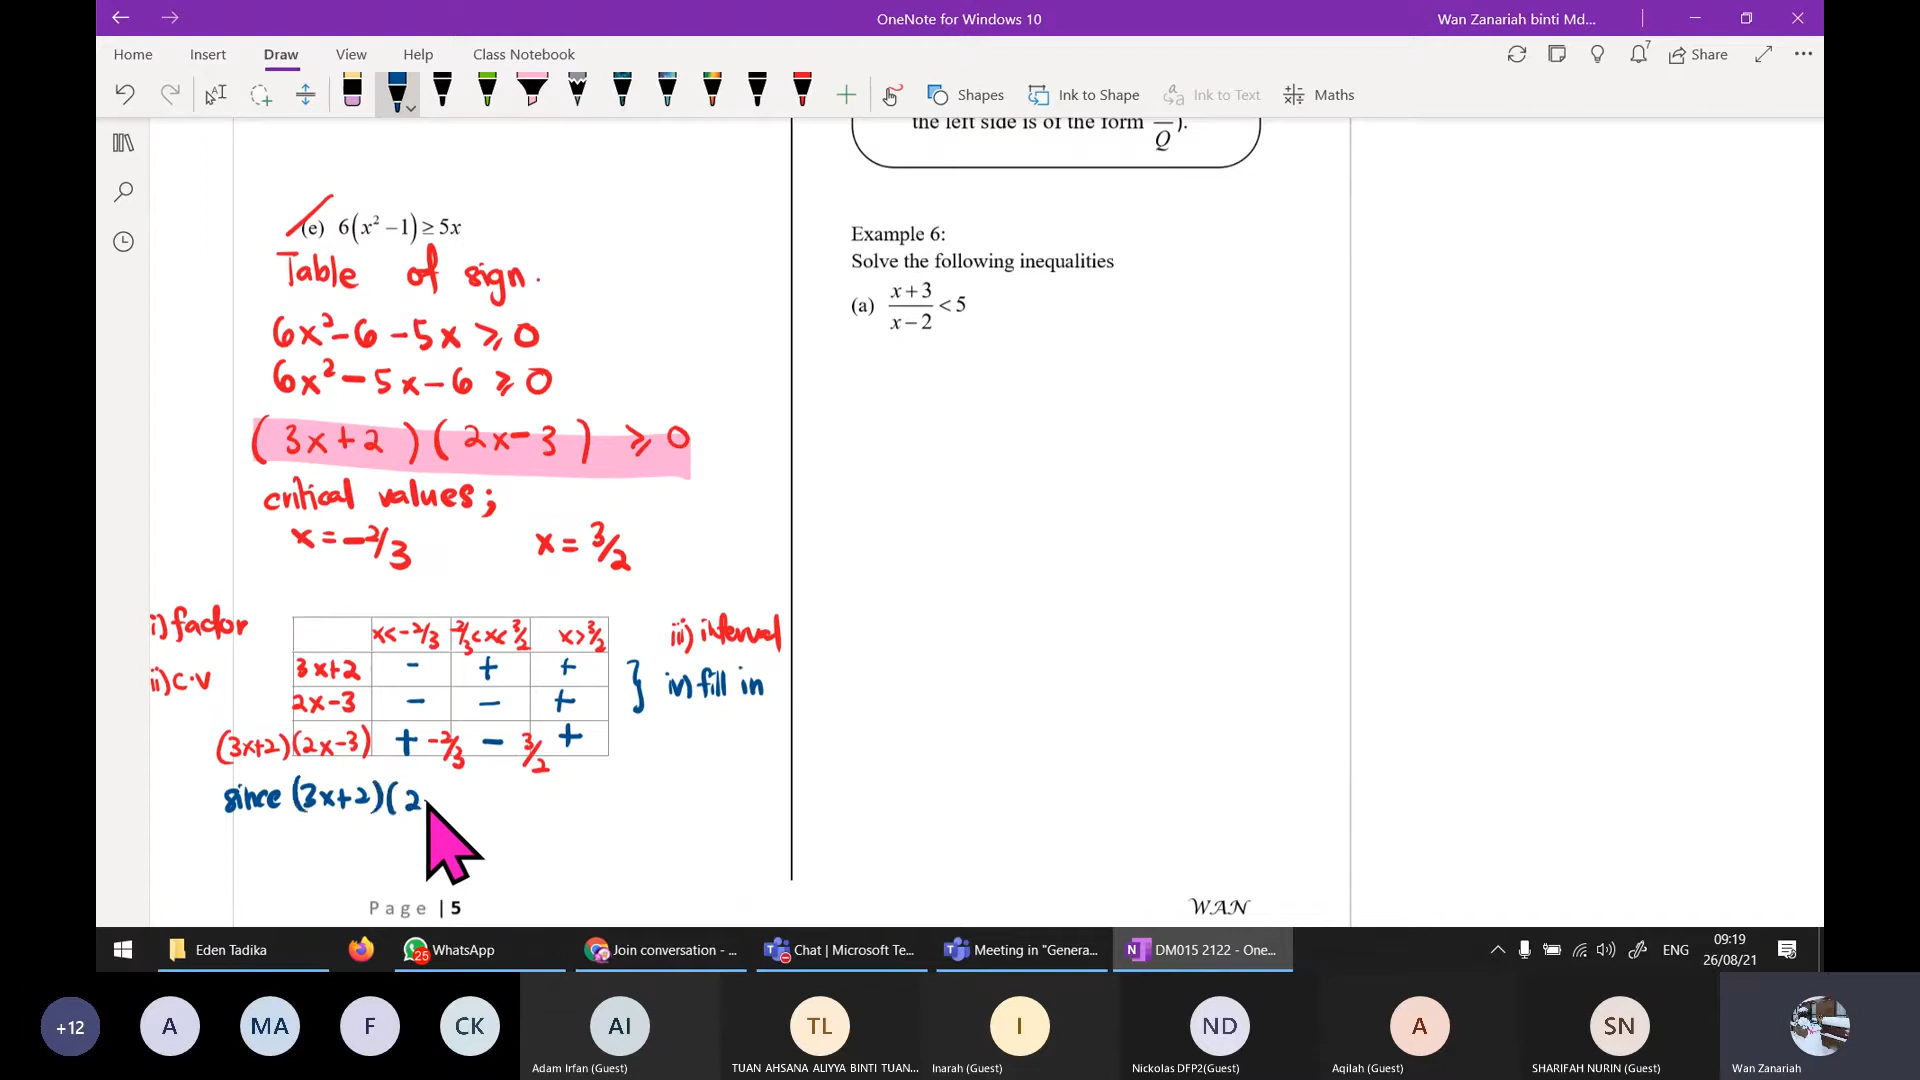 OneNote for Windows 10
Wan Zanariah binti Md...
Home Insert Draw View Help Class Notebook
7
Share
Shapes Ink to Shape Ink to Text Maths
the left side is of the form —/Q).
(e) 6(x² −1) ≥ 5x
Table of sign.
6x² - 6 - 5x ≥ 0
6x² - 5x - 6 ≥ 0
(3x+2)(2x-3) ≥ 0
critical values;
x = -2/3 x = 3/2
i) factor
ii) C.V
x<-2/3 -2/3<x<3/2 x>3/2
3x+2 - + +
2x-3 - - +
(3x+2)(2x-3) + -2/3 - 3/2 +
iii) interval
iv) fill in
since (3x+2)(2
Page | 5
Example 6:
Solve the following inequalities
(a) (x+3)/(x−2) < 5
WAN
Eden Tadika
25
WhatsApp
Join conversation - ...
Chat | Microsoft Te...
Meeting in "Genera...
N
DM015 2122 - One...
ENG
09:19
26/08/21
+12
A
MA
F
CK
AI
Adam Irfan (Guest)
TL
TUAN AHSANA ALIYYA BINTI TUAN...
I
Inarah (Guest)
ND
Nickolas DFP2(Guest)
A
Aqilah (Guest)
SN
SHARIFAH NURIN (Guest)
Wan Zanariah